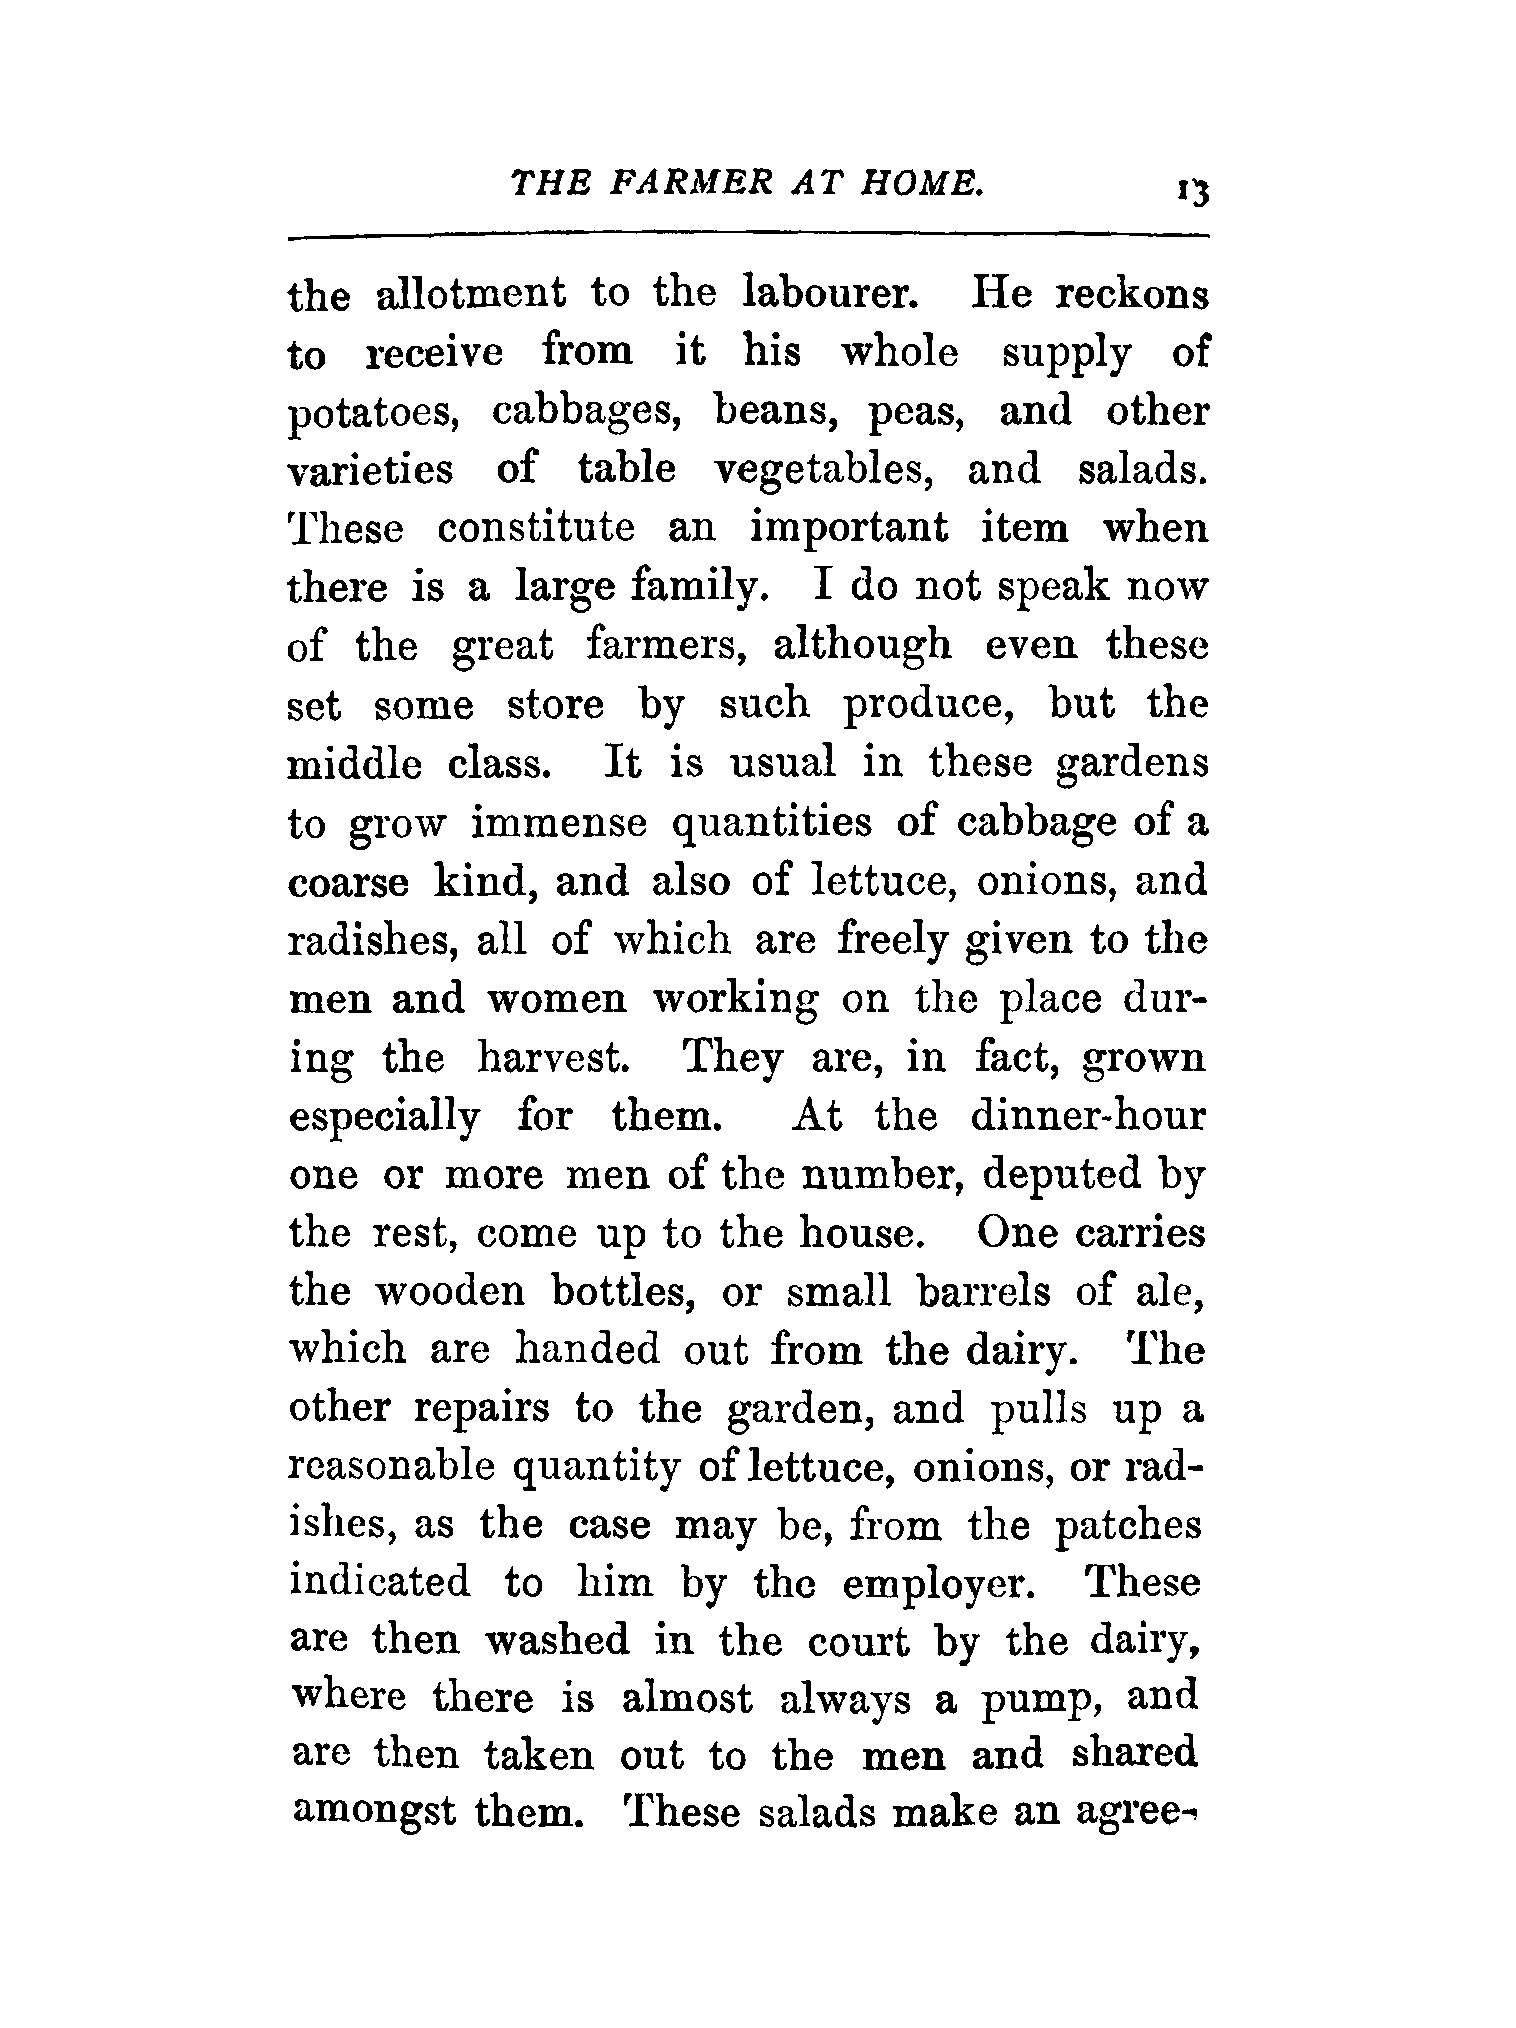 THE FARMER AT HOME. 13
the allotment to the labourer. He reckons
to receive from it his whole supply of
potatoes, cabbages, beans, peas, and other
varieties of table vegetables, and salads.
These constitute an important item when
there is a large family. I do not speak now
of the great farmers, although even these
set some store by such produce, but the
middle class. It is usual in these gardens
to grow immense quantities of cabbage of a
coarse kind, and also of lettuce, onions, and
radishes, all of which are freely given to the
men and women working on the place dur-
ing the harvest. They are, in fact, grown
especially for them. At the dinner-hour
one or more men of the number, deputed by
the rest, come up to the house. One carries
the wooden bottles, or small barrels of ale,
which are handed out from the dairy. The
other repairs to the garden, and pulls up a
reasonable quantity of lettuce, onions, or rad-
ishes, as the case may be, from the patches
indicated to him by the employer. These
are then washed in the court by the dairy,
where there is almost always a pump, and
are then taken out to the men and shared
amongst them. These salads make an agree-